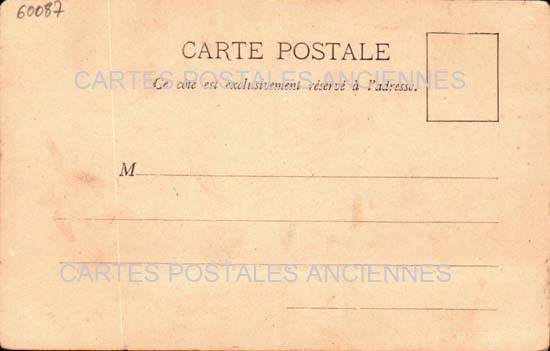 60087
CARTE POSTALE
CARTES POSTALES ANCIENNES
Ce côté est exclusivement réservé à l'adresse.
M
CARTES POSTALES ANCIENNES